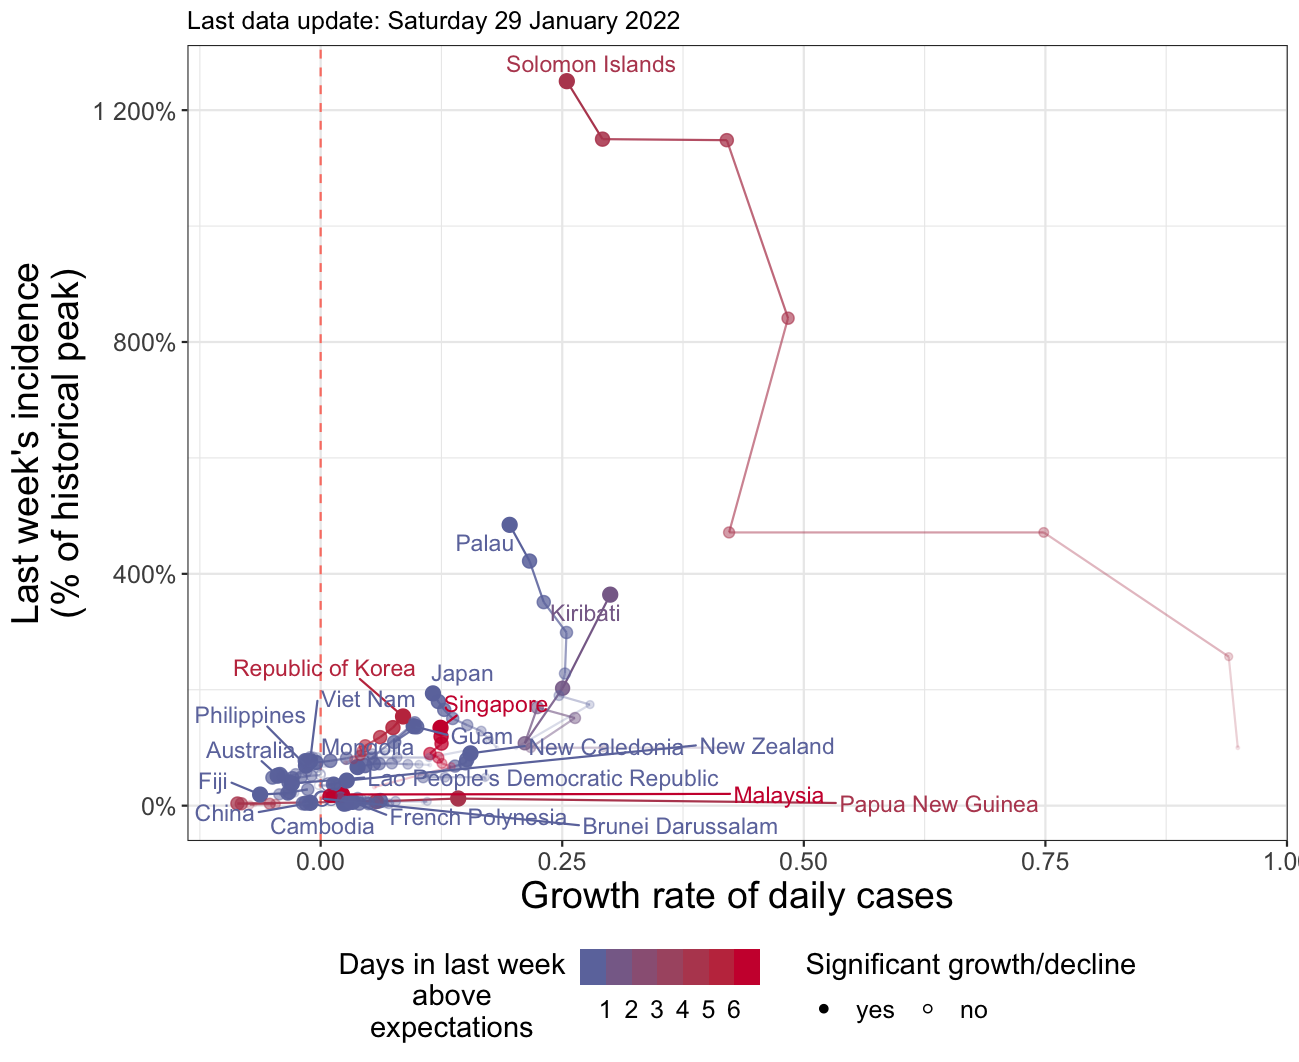 Last data update: Saturday 29 January 2022
Solomon Islands
1 200%
800%
400%
0%
Last week's incidence
(% of historical peak)
Palau
Kiribati
Republic of Korea
Japan
Viet Nam
Singapore
Philippines
Guam
Australia
Mongolia
New Caledonia
New Zealand
Fiji
Lao People's Democratic Republic
Malaysia
Papua New Guinea
China
French Polynesia
Cambodia
Brunei Darussalam
0.00
0.25
0.50
0.75
1.0
Growth rate of daily cases
Days in last week
above
expectations
1 2 3 4 5 6
Significant growth/decline
yes
no